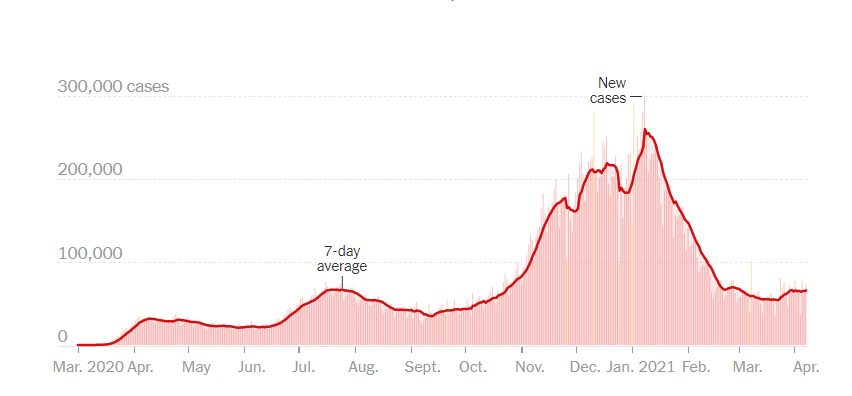 300,000 cases
New
cases
200,000
7-day
average
100,000
0
Mar. 2020 Apr. May Jun. Jul. Aug. Sept. Oct. Nov. Dec. Jan. 2021 Feb. Mar. Apr.